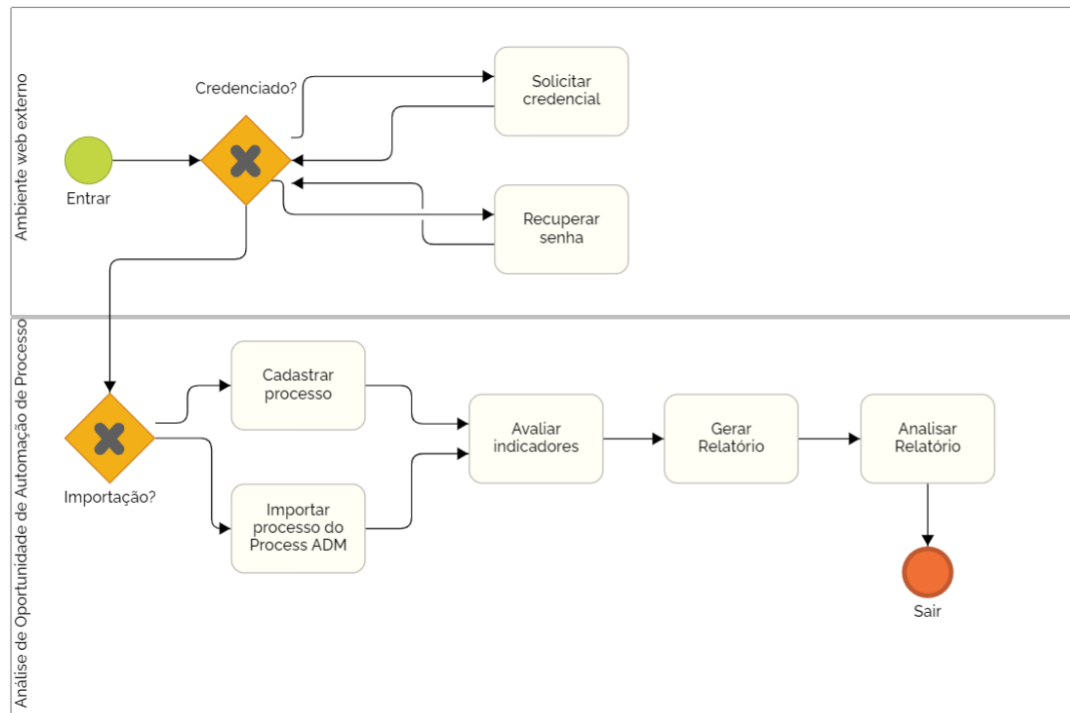 Ambiente web externo
Credenciado?
Solicitar
credencial
Entrar
Recuperar
senha
Análise de Oportunidade de Automação de Processo
Cadastrar
processo
Importação?
Importar
processo do
Process ADM
Avaliar
indicadores
Gerar
Relatório
Analisar
Relatório
Sair